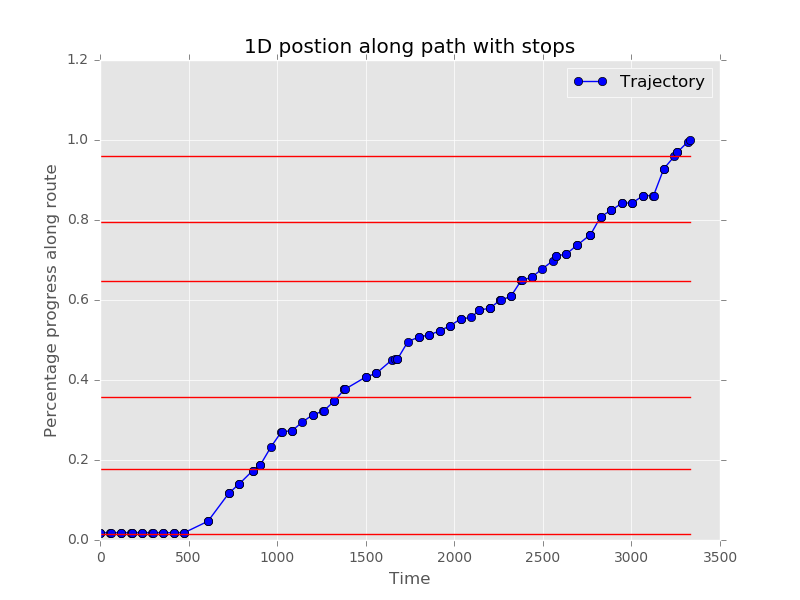 1D postion along path with stops
Trajectory
Percentage progress along route
1.2
1.0
0.8
0.6
0.4
0.2
0.0
0 500 1000 1500 2000 2500 3000 3500
Time